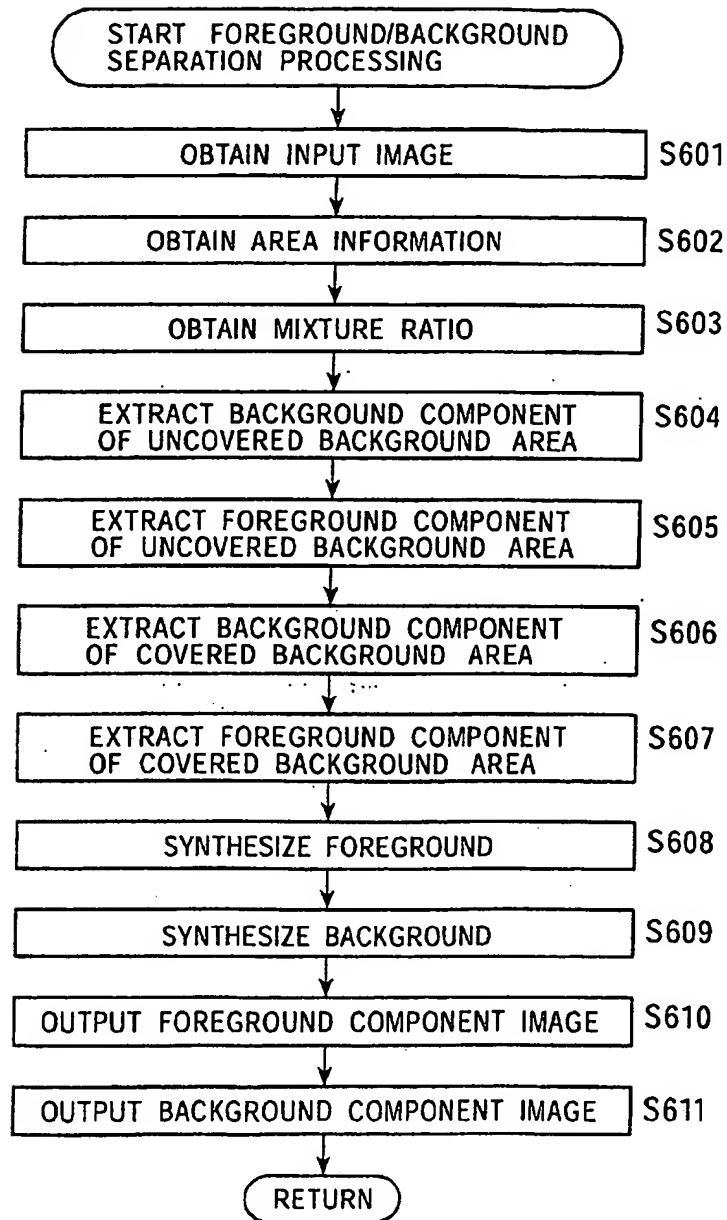 START FOREGROUND/BACKGROUND
SEPARATION PROCESSING
OBTAIN INPUT IMAGE S601
OBTAIN AREA INFORMATION S602
OBTAIN MIXTURE RATIO S603
EXTRACT BACKGROUND COMPONENT S604
OF UNCOVERED BACKGROUND AREA
EXTRACT FOREGROUND COMPONENT S605
OF UNCOVERED BACKGROUND AREA
EXTRACT BACKGROUND COMPONENT S606
OF COVERED BACKGROUND AREA
EXTRACT FOREGROUND COMPONENT S607
OF COVERED BACKGROUND AREA
SYNTHESIZE FOREGROUND S608
SYNTHESIZE BACKGROUND S609
OUTPUT FOREGROUND COMPONENT IMAGE S610
OUTPUT BACKGROUND COMPONENT IMAGE S611
RETURN